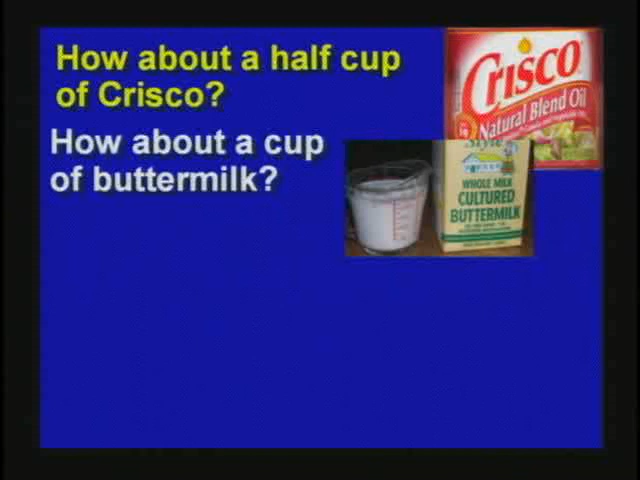 How about a half cup
of Crisco?
How about a cup
of buttermilk?
Crisco
Natural Blend Oil
Style
WHOLE MILK
CULTURED
BUTTERMILK